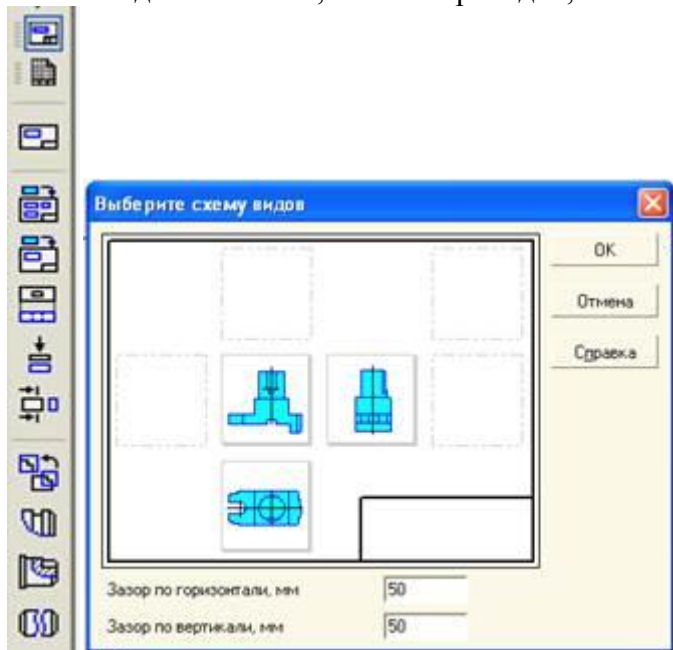 Выберите схему видов
OK
Отмена
Справка
Зазор по горизонтали, мм 50
Зазор по вертикали, мм 50